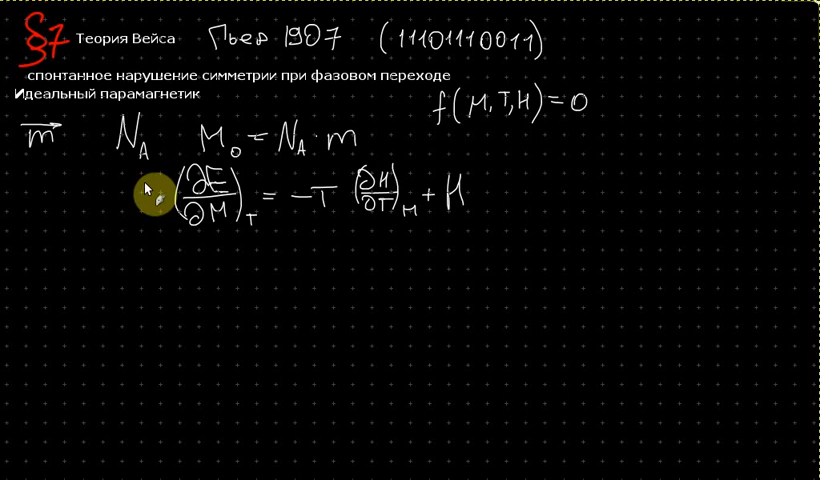 §7 Теория Вейса Пьер 1907 (11101110011)
спонтанное нарушение симметрии при фазовом переходе
Идеальный парамагнетик f(M,T,H)=0
m⃗ N_A M_0 = N_A · m
(∂E/∂M)_T = -T (∂H/∂T)_M + H